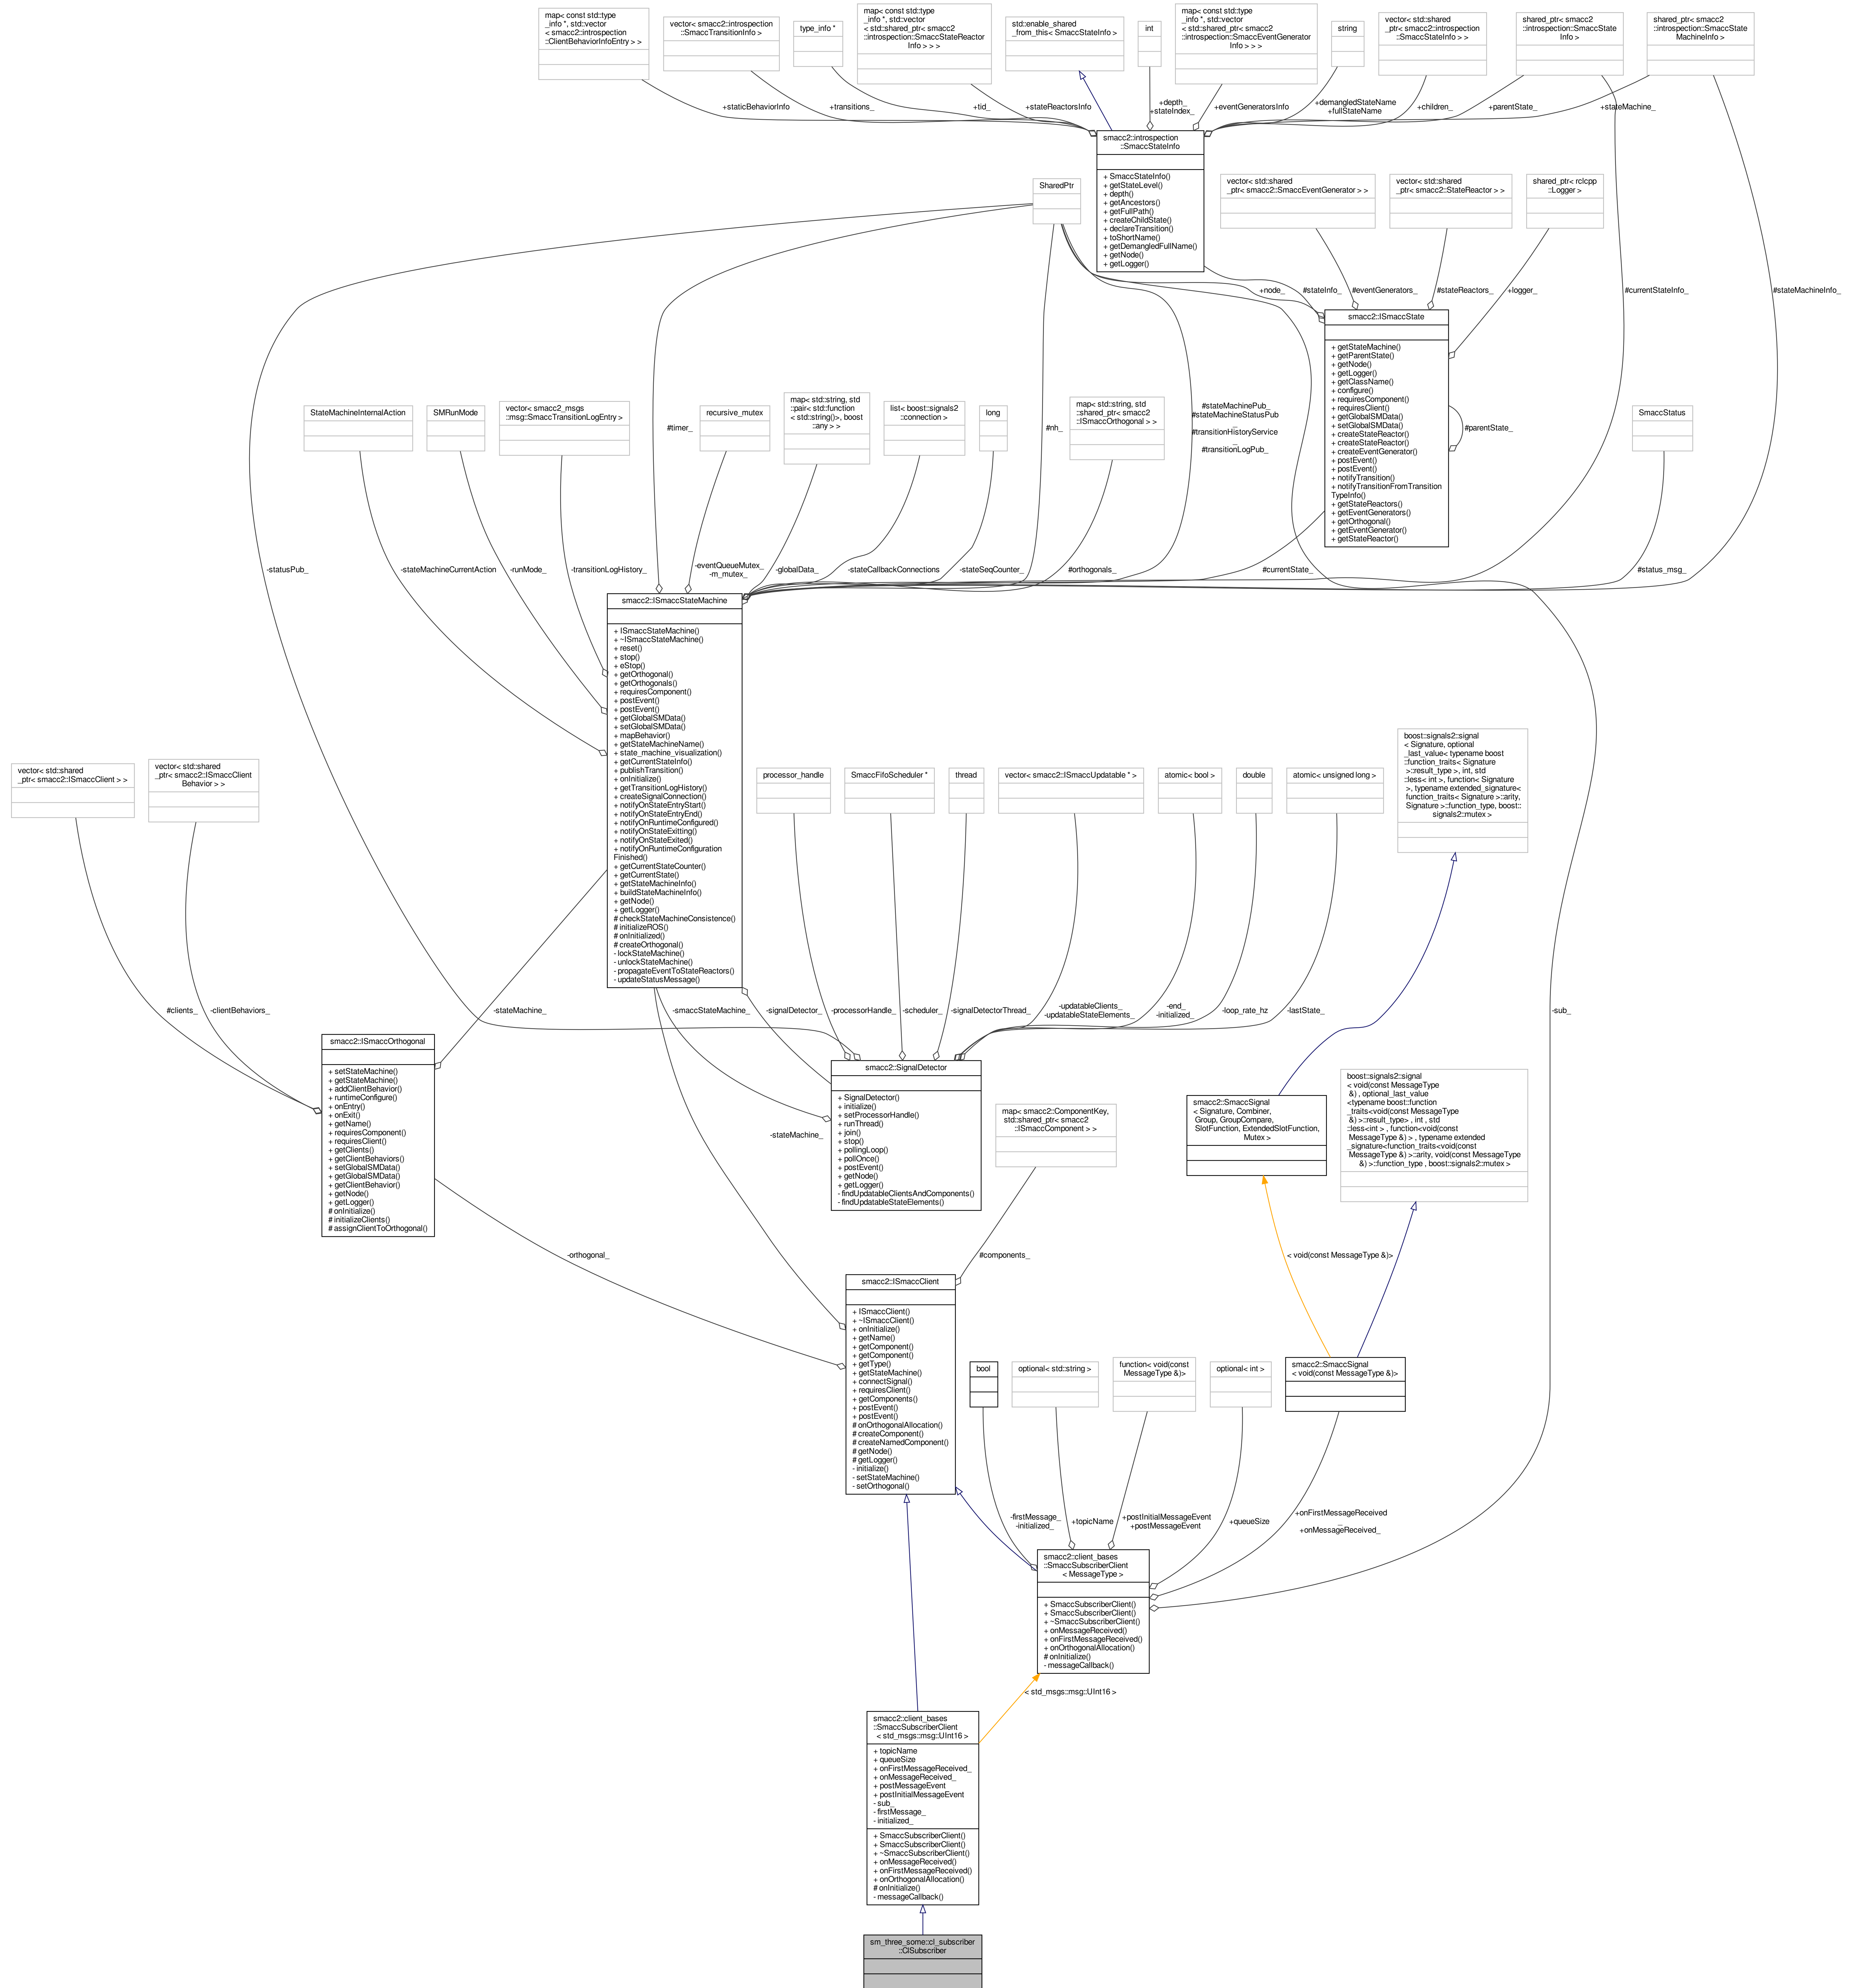 map< const std::type
_info *, std::vector
< smacc2::introspection
::ClientBehaviorInfoEntry > >
vector< smacc2::introspection
::SmaccTransitionInfo >
type_info *
map< const std::type
_info *, std::vector
< std::shared_ptr< smacc2
::introspection::SmaccStateReactor
Info > > >
std::enable_shared
_from_this< SmaccStateInfo >
int
map< const std::type
_info *, std::vector
< std::shared_ptr< smacc2
::introspection::SmaccEventGenerator
Info > > >
string
vector< std::shared
_ptr< smacc2::introspection
::SmaccStateInfo > >
shared_ptr< smacc2
::introspection::SmaccState
Info >
shared_ptr< smacc2
::introspection::SmaccState
MachineInfo >
+staticBehaviorInfo
+transitions_
+tid_
+stateReactorsInfo
+depth_
+stateIndex_
+eventGeneratorsInfo
+demangledStateName
+fullStateName
+children_
+parentState_
+stateMachine_
smacc2::introspection
::SmaccStateInfo
+ SmaccStateInfo()
+ getStateLevel()
+ depth()
+ getAncestors()
+ getFullPath()
+ createChildState()
+ declareTransition()
+ toShortName()
+ getDemangledFullName()
+ getNode()
+ getLogger()
SharedPtr
vector< std::shared
_ptr< smacc2::SmaccEventGenerator > >
vector< std::shared
_ptr< smacc2::StateReactor > >
shared_ptr< rclcpp
::Logger >
+node_
#stateInfo_
#eventGenerators_
#stateReactors_
+logger_
#currentStateInfo_
#stateMachineInfo_
smacc2::ISmaccState
+ getStateMachine()
+ getParentState()
+ getNode()
+ getLogger()
+ getClassName()
+ configure()
+ requiresComponent()
+ requiresClient()
+ getGlobalSMData()
+ setGlobalSMData()
+ createStateReactor()
+ createStateReactor()
+ createEventGenerator()
+ postEvent()
+ postEvent()
+ notifyTransition()
+ notifyTransitionFromTransition
TypeInfo()
+ getStateReactors()
+ getEventGenerators()
+ getOrthogonal()
+ getEventGenerator()
+ getStateReactor()
#parentState_
StateMachineInternalAction
SMRunMode
vector< smacc2_msgs
::msg::SmaccTransitionLogEntry >
#timer_
recursive_mutex
map< std::string, std
::pair< std::function
< std::string()>, boost
::any > >
list< boost::signals2
::connection >
long
#nh_
map< std::string, std
::shared_ptr< smacc2
::ISmaccOrthogonal > >
#stateMachinePub_
#stateMachineStatusPub
_
#transitionHistoryService
_
#transitionLogPub_
SmaccStatus
-statusPub_
-stateMachineCurrentAction
-runMode_
-transitionLogHistory_
-eventQueueMutex_
-m_mutex_
-globalData_
-stateCallbackConnections
-stateSeqCounter_
#orthogonals_
#currentState_
#status_msg_
smacc2::ISmaccStateMachine
+ ISmaccStateMachine()
+ ~ISmaccStateMachine()
+ reset()
+ stop()
+ eStop()
+ getOrthogonal()
+ getOrthogonals()
+ requiresComponent()
+ postEvent()
+ postEvent()
+ getGlobalSMData()
+ setGlobalSMData()
+ mapBehavior()
+ getStateMachineName()
+ state_machine_visualization()
+ getCurrentStateInfo()
+ publishTransition()
+ onInitialize()
+ getTransitionLogHistory()
+ createSignalConnection()
+ notifyOnStateEntryStart()
+ notifyOnStateEntryEnd()
+ notifyOnRuntimeConfigured()
+ notifyOnStateExitting()
+ notifyOnStateExited()
+ notifyOnRuntimeConfiguration
Finished()
+ getCurrentStateCounter()
+ getCurrentState()
+ getStateMachineInfo()
+ buildStateMachineInfo()
+ getNode()
+ getLogger()
# checkStateMachineConsistence()
# initializeROS()
# onInitialized()
# createOrthogonal()
- lockStateMachine()
- unlockStateMachine()
- propagateEventToStateReactors()
- updateStatusMessage()
vector< std::shared
_ptr< smacc2::ISmaccClient > >
vector< std::shared
_ptr< smacc2::ISmaccClient
Behavior > >
processor_handle
SmaccFifoScheduler *
thread
vector< smacc2::ISmaccUpdatable * >
atomic< bool >
double
atomic< unsigned long >
boost::signals2::signal
< Signature, optional
_last_value< typename boost
::function_traits< Signature
>::result_type >, int, std
::less< int >, function< Signature
>, typename extended_signature<
function_traits< Signature >::arity,
Signature >::function_type, boost::
signals2::mutex >
#clients_
-clientBehaviors_
-stateMachine_
-smaccStateMachine_
-signalDetector_
-processorHandle_
-scheduler_
-signalDetectorThread_
-updatableClients_
-updatableStateElements_
-end_
-initialized_
-loop_rate_hz
-lastState_
-sub_
smacc2::ISmaccOrthogonal
+ setStateMachine()
+ getStateMachine()
+ addClientBehavior()
+ runtimeConfigure()
+ onEntry()
+ onExit()
+ getName()
+ requiresComponent()
+ requiresClient()
+ getClients()
+ getClientBehaviors()
+ setGlobalSMData()
+ getGlobalSMData()
+ getClientBehavior()
+ getNode()
+ getLogger()
# onInitialize()
# initializeClients()
# assignClientToOrthogonal()
smacc2::SignalDetector
+ SignalDetector()
+ initialize()
+ setProcessorHandle()
+ runThread()
+ join()
+ stop()
+ pollingLoop()
+ pollOnce()
+ postEvent()
+ getNode()
+ getLogger()
- findUpdatableClientsAndComponents()
- findUpdatableStateElements()
-stateMachine_
map< smacc2::ComponentKey,
std::shared_ptr< smacc2
::ISmaccComponent > >
smacc2::SmaccSignal
< Signature, Combiner,
Group, GroupCompare,
SlotFunction, ExtendedSlotFunction,
Mutex >
boost::signals2::signal
< void(const MessageType
&) , optional_last_value
<typename boost::function
_traits<void(const MessageType
&) >::result_type> , int , std
::less<int> , function<void(const
MessageType &) > , typename extended
_signature<function_traits<void(const
MessageType &) >::arity, void(const MessageType
&) >::function_type , boost::signals2::mutex >
-orthogonal_
#components_
< void(const MessageType &)>
smacc2::ISmaccClient
+ ISmaccClient()
+ ~ISmaccClient()
+ onInitialize()
+ getName()
+ getComponent()
+ getComponent()
+ getType()
+ getStateMachine()
+ connectSignal()
+ requiresClient()
+ getComponents()
+ postEvent()
+ postEvent()
# onOrthogonalAllocation()
# createComponent()
# createNamedComponent()
# getNode()
# getLogger()
- initialize()
- setStateMachine()
- setOrthogonal()
bool
optional< std::string >
function< void(const
MessageType &)>
optional< int >
smacc2::SmaccSignal
< void(const MessageType &)>
-firstMessage_
-initialized_
+topicName
+postInitialMessageEvent
+postMessageEvent
+queueSize
+onFirstMessageReceived
_
+onMessageReceived_
smacc2::client_bases
::SmaccSubscriberClient
< MessageType >
+ SmaccSubscriberClient()
+ SmaccSubscriberClient()
+ ~SmaccSubscriberClient()
+ onMessageReceived()
+ onFirstMessageReceived()
+ onOrthogonalAllocation()
# onInitialize()
- messageCallback()
< std_msgs::msg::UInt16 >
smacc2::client_bases
::SmaccSubscriberClient
< std_msgs::msg::UInt16 >
+ topicName
+ queueSize
+ onFirstMessageReceived_
+ onMessageReceived_
+ postMessageEvent
+ postInitialMessageEvent
- sub_
- firstMessage_
- initialized_
+ SmaccSubscriberClient()
+ SmaccSubscriberClient()
+ ~SmaccSubscriberClient()
+ onMessageReceived()
+ onFirstMessageReceived()
+ onOrthogonalAllocation()
# onInitialize()
- messageCallback()
sm_three_some::cl_subscriber
::ClSubscriber